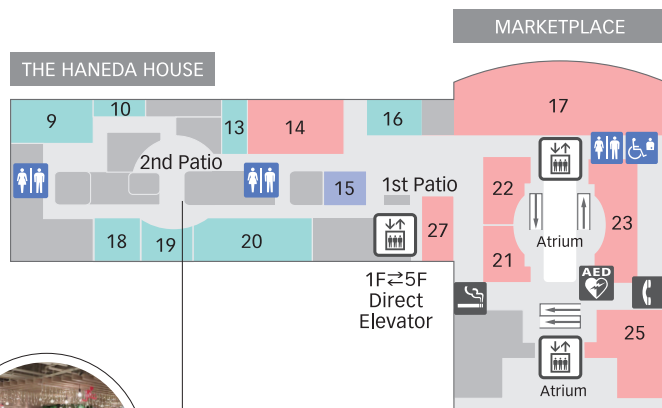 MARKETPLACE
THE HANEDA HOUSE
9
10
13
14
16
17
2nd Patio
15
1st Patio
22
23
18
19
20
27
21
Atrium
1F⇄5F
Direct
Elevator
AED
25
Atrium